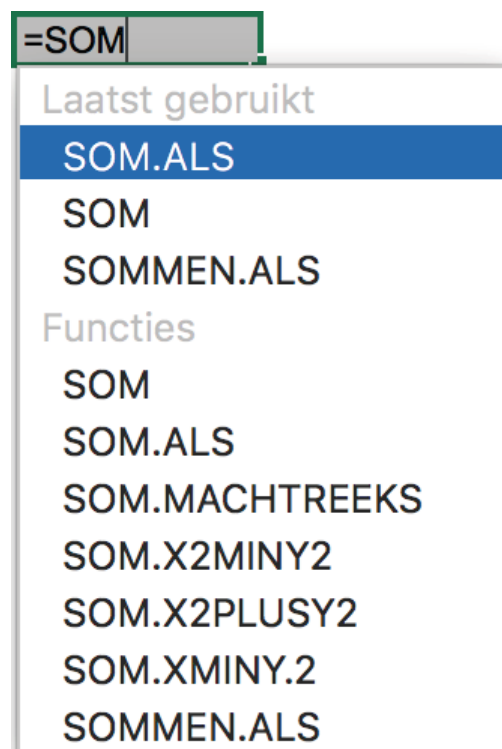 =SOM
Laatst gebruikt
SOM.ALS
SOM
SOMMEN.ALS
Functies
SOM
SOM.ALS
SOM.MACHTREEKS
SOM.X2MINY2
SOM.X2PLUSY2
SOM.XMINY.2
SOMMEN.ALS